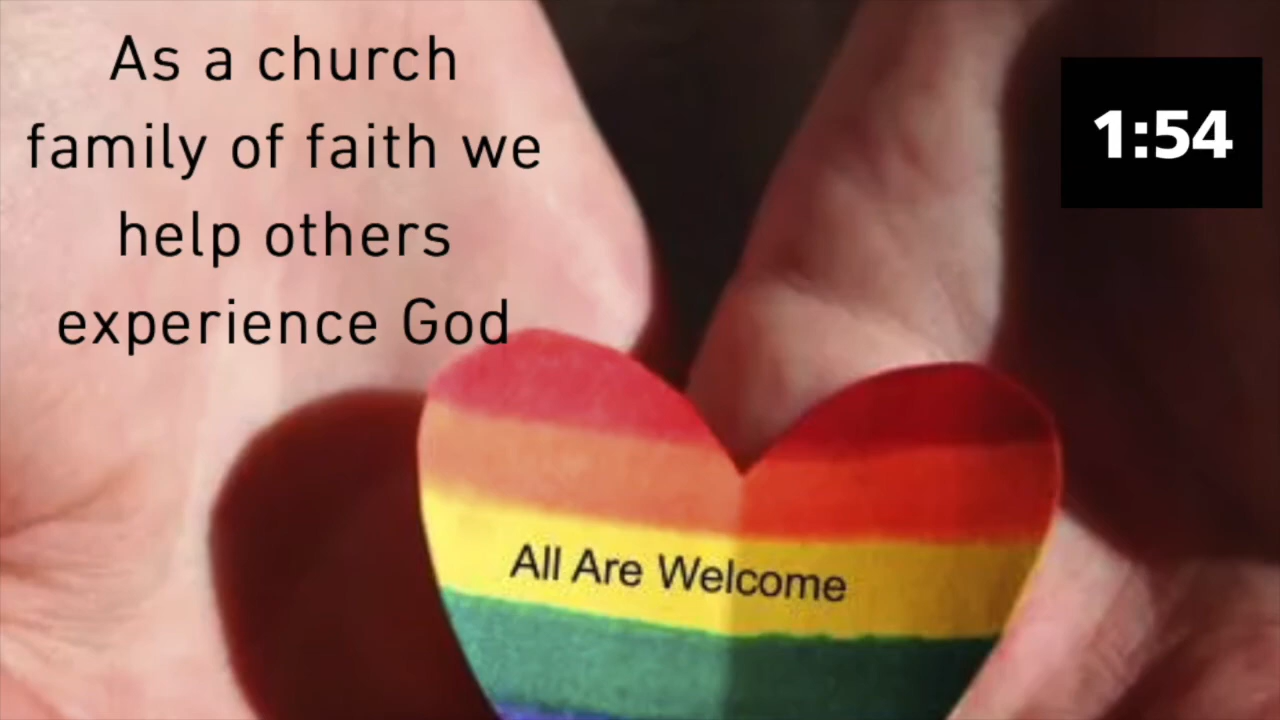 As a church
family of faith we
help others
experience God
1:54
All Are Welcome